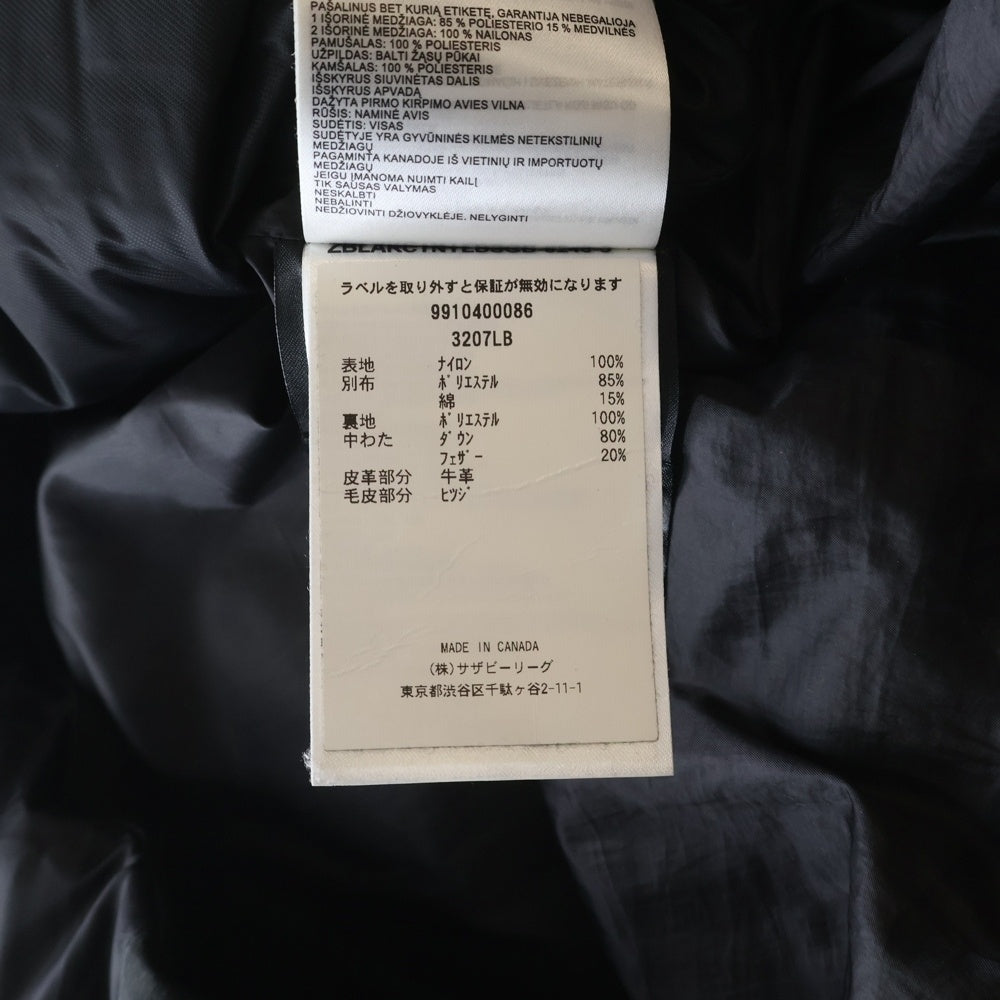 PAŠALINUS BET KURIĄ ETIKETĘ, GARANTIJA NEBEGALIOJA
1 IŠORINĖ MEDŽIAGA: 85 % POLIESTERIO 15 % MEDVILNĖS
2 IŠORINĖ MEDŽIAGA: 100 % NAILONAS
PAMUŠALAS: 100 % POLIESTERIS
UŽPILDAS: BALTI ŽĄSŲ PŪKAI
KAMŠALAS: 100 % POLIESTERIS
IŠSKYRUS SIUVINĖTAS DALIS
IŠSKYRUS APVADĄ
DAŽYTA PIRMO KIRPIMO AVIES VILNA
RŪŠIS: NAMINĖ AVIS
SUDĖTIS: VISAS
SUDĖTYJE YRA GYVŪNINĖS KILMĖS NETEKSTILINIŲ
MEDŽIAGŲ
PAGAMINTA KANADOJE IŠ VIETINIŲ IR IMPORTUOTŲ
MEDŽIAGŲ
JEIGU ĮMANOMA NUIMTI KAILĮ
TIK SAUSAS VALYMAS
NESKALBTI
NEBALINTI
NEDŽIOVINTI DŽIOVYKLĖJE. NELYGINTI
ラベルを取り外すと保証が無効になります
9910400086
3207LB
表地 ナイロン 100%
別布 ポリエステル 85%
綿 15%
裏地 ポリエステル 100%
中わた ダウン 80%
フェザー 20%
皮革部分 牛革
毛皮部分 ヒツジ
MADE IN CANADA
(株)サザビーリーグ
東京都渋谷区千駄ヶ谷2-11-1